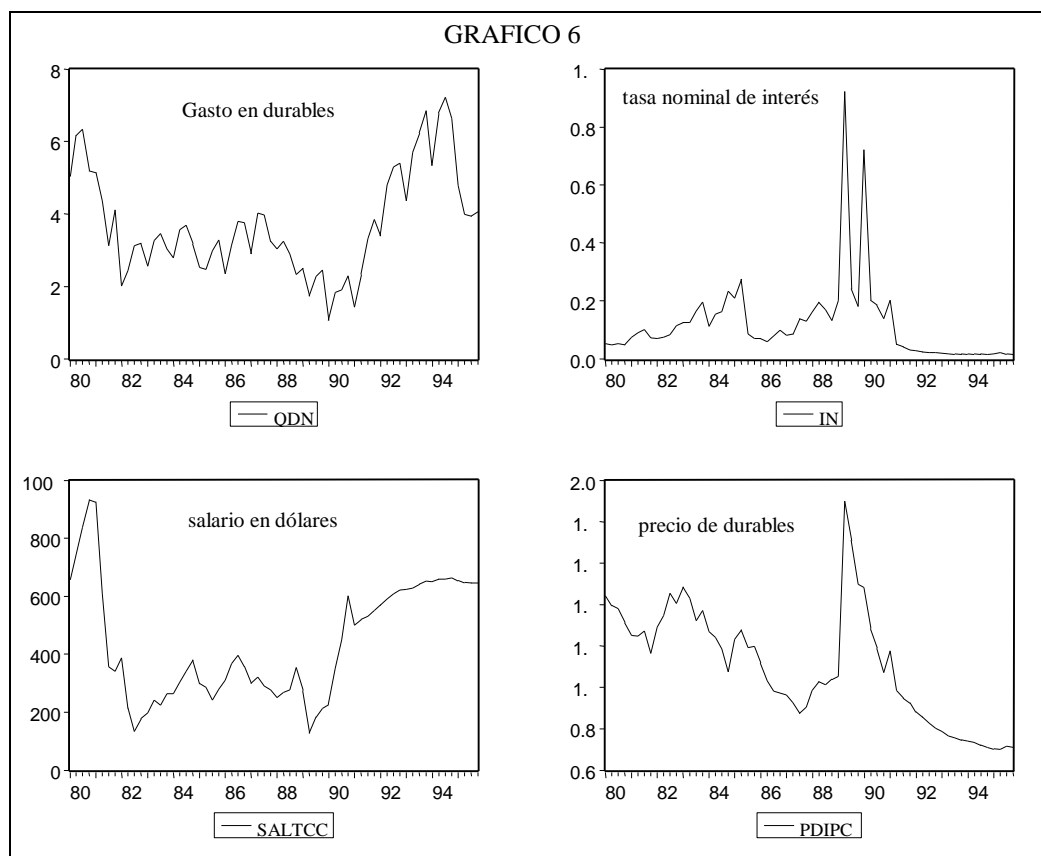 GRAFICO 6
8
6
4
2
0
Gasto en durables
80 82 84 86 88 90 92 94
QDN
1.
0.8
0.6
0.4
0.2
0.0
tasa nominal de interés
80 82 84 86 88 90 92 94
IN
100
800
600
400
200
0
salario en dólares
80 82 84 86 88 90 92 94
SALTCC
2.0
1.
1.
1.
1.
1.
0.8
0.6
precio de durables
80 82 84 86 88 90 92 94
PDIPC